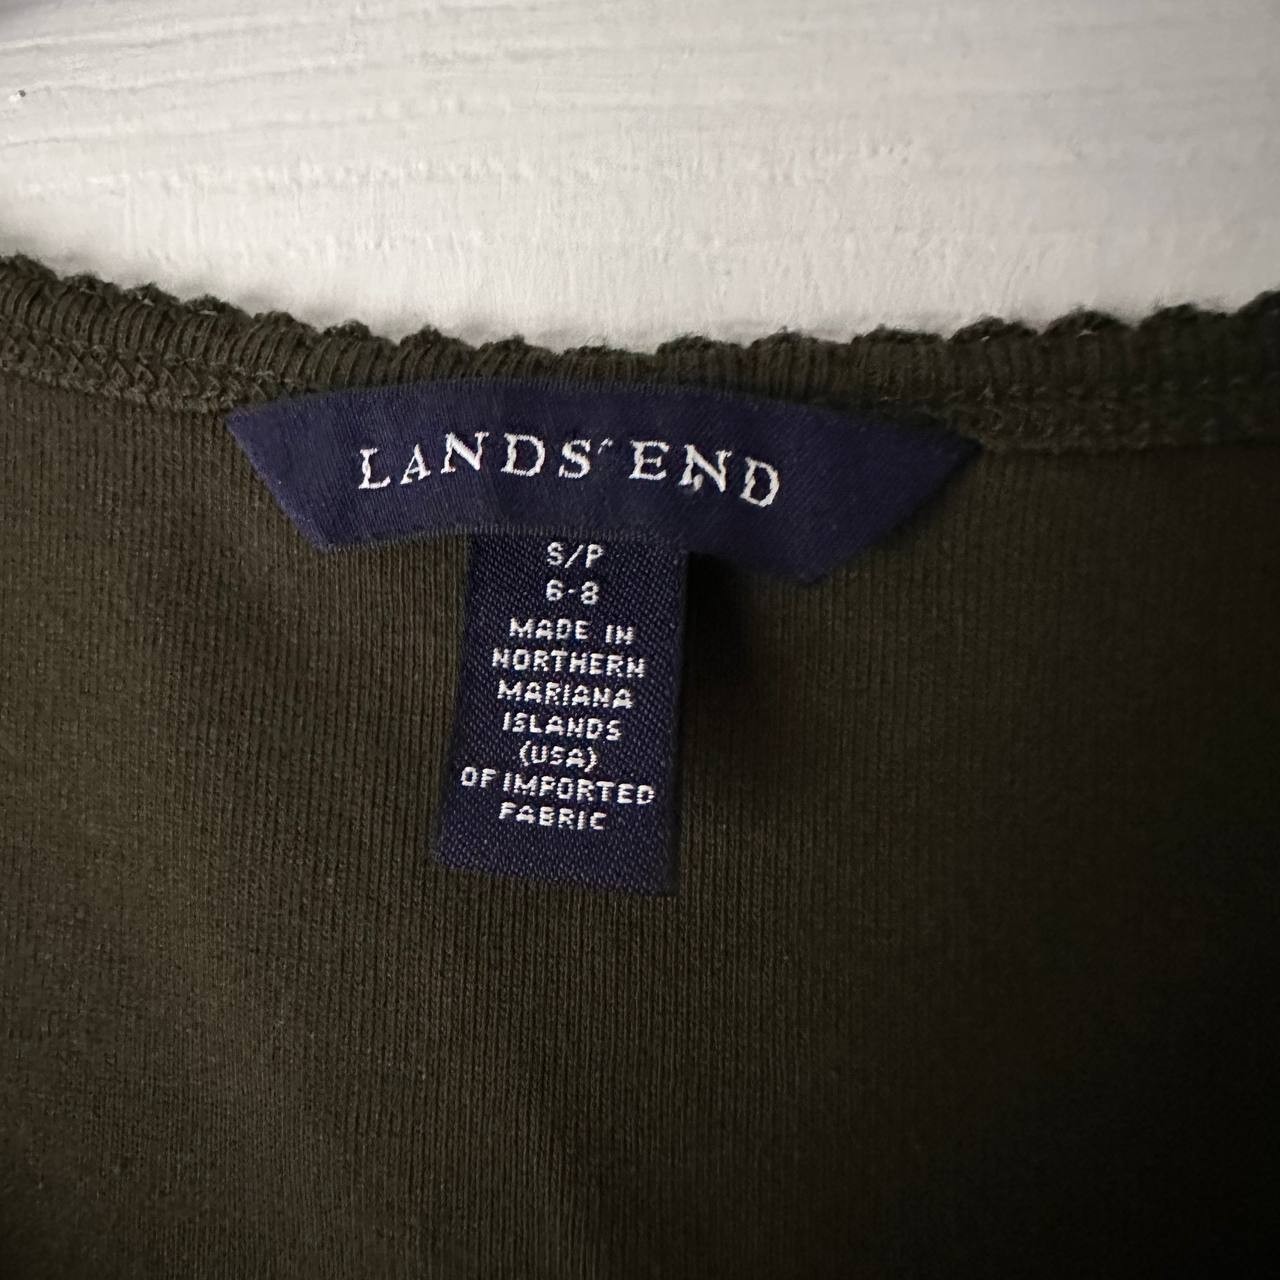 LANDS' END
S/P
6-8
MADE IN
NORTHERN
MARIANA
ISLANDS
(USA)
OF IMPORTED
FABRIC